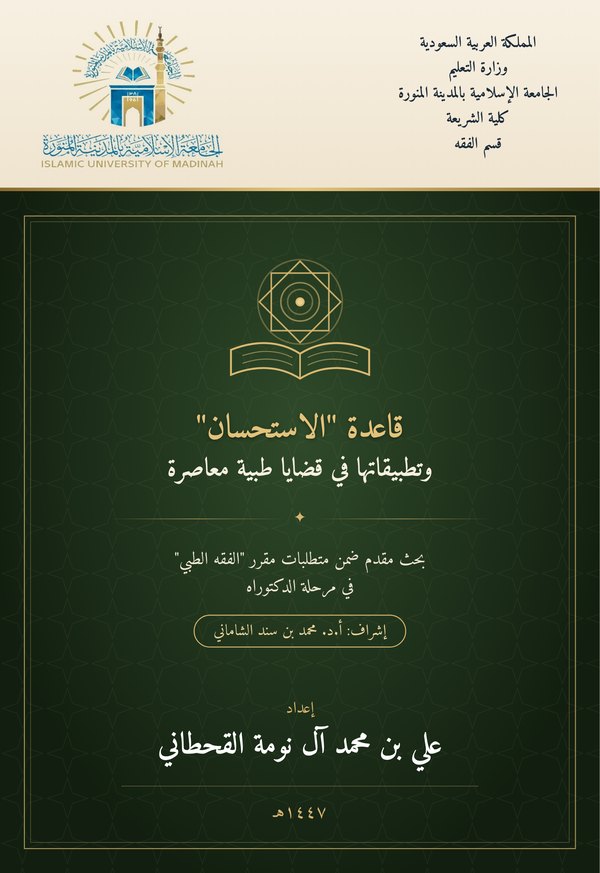 المملكة العربية السعودية
وزارة التعليم
الجامعة الإسلامية بالمدينة المنورة
كلية الشريعة
قسم الفقه
الجامعة الإسلامية بالمدينة المنورة
ISLAMIC UNIVERSITY OF MADINAH
قاعدة "الاستحسان"
وتطبيقاتها في قضايا طبية معاصرة
بحث مقدم ضمن متطلبات مقرر "الفقه الطبي"
في مرحلة الدكتوراه
إشراف: أ.د. محمد بن سند الشاماني
إعداد
علي بن محمد آل نومة القحطاني
١٤٤٧هـ